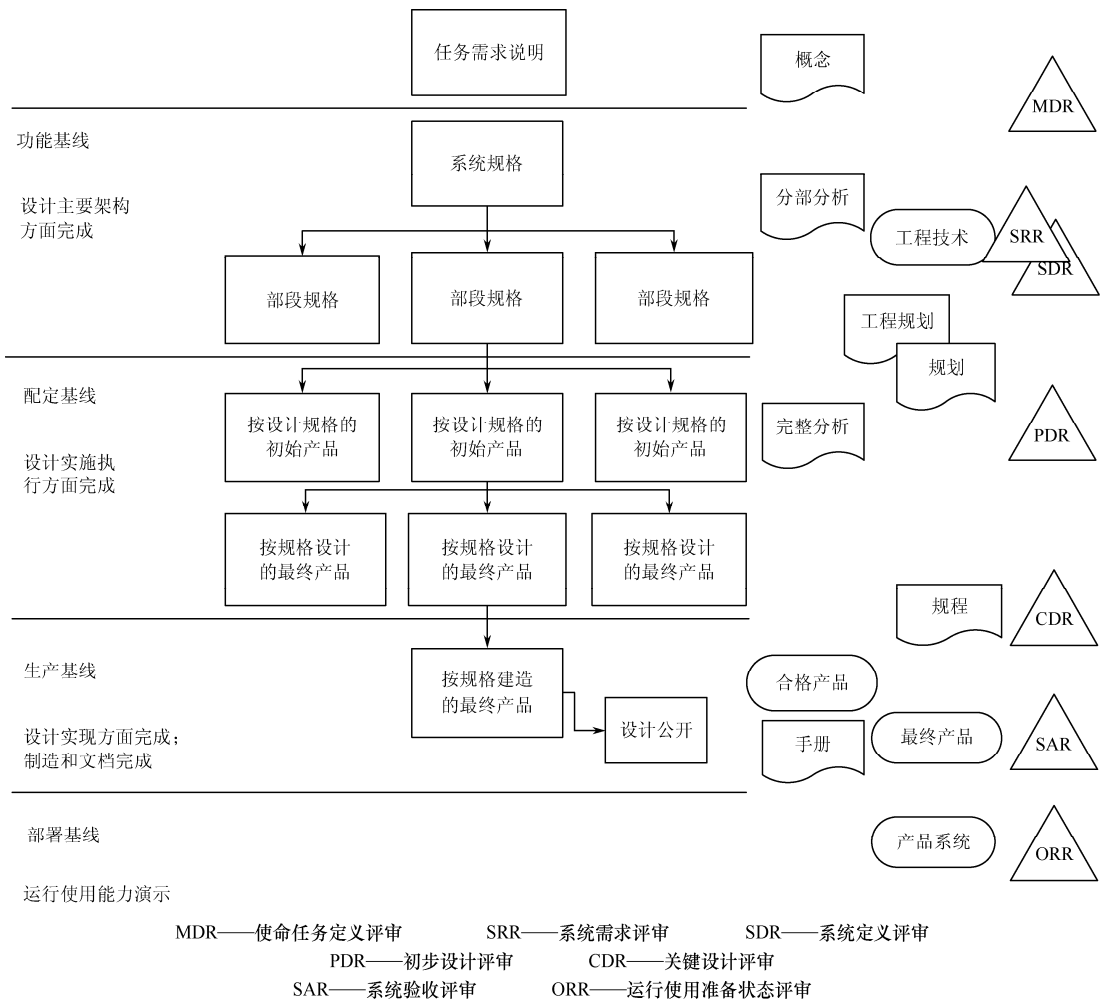 任务需求说明
概念
MDR
功能基线
系统规格
设计主要架构
方面完成
分部分析
工程技术
SRR
SDR
部段规格
部段规格
部段规格
工程规划
规划
配定基线
按设计规格的
初始产品
按设计规格的
初始产品
按设计规格的
初始产品
完整分析
PDR
设计实施执
行方面完成
按规格设计
的最终产品
按规格设计
的最终产品
按规格设计
的最终产品
规程
CDR
生产基线
按规格建造
的最终产品
合格产品
设计公开
设计实现方面完成;
制造和文档完成
手册
最终产品
SAR
部署基线
产品系统
ORR
运行使用能力演示
MDR——使命任务定义评审 SRR——系统需求评审 SDR——系统定义评审
PDR——初步设计评审 CDR——关键设计评审
SAR——系统验收评审 ORR——运行使用准备状态评审